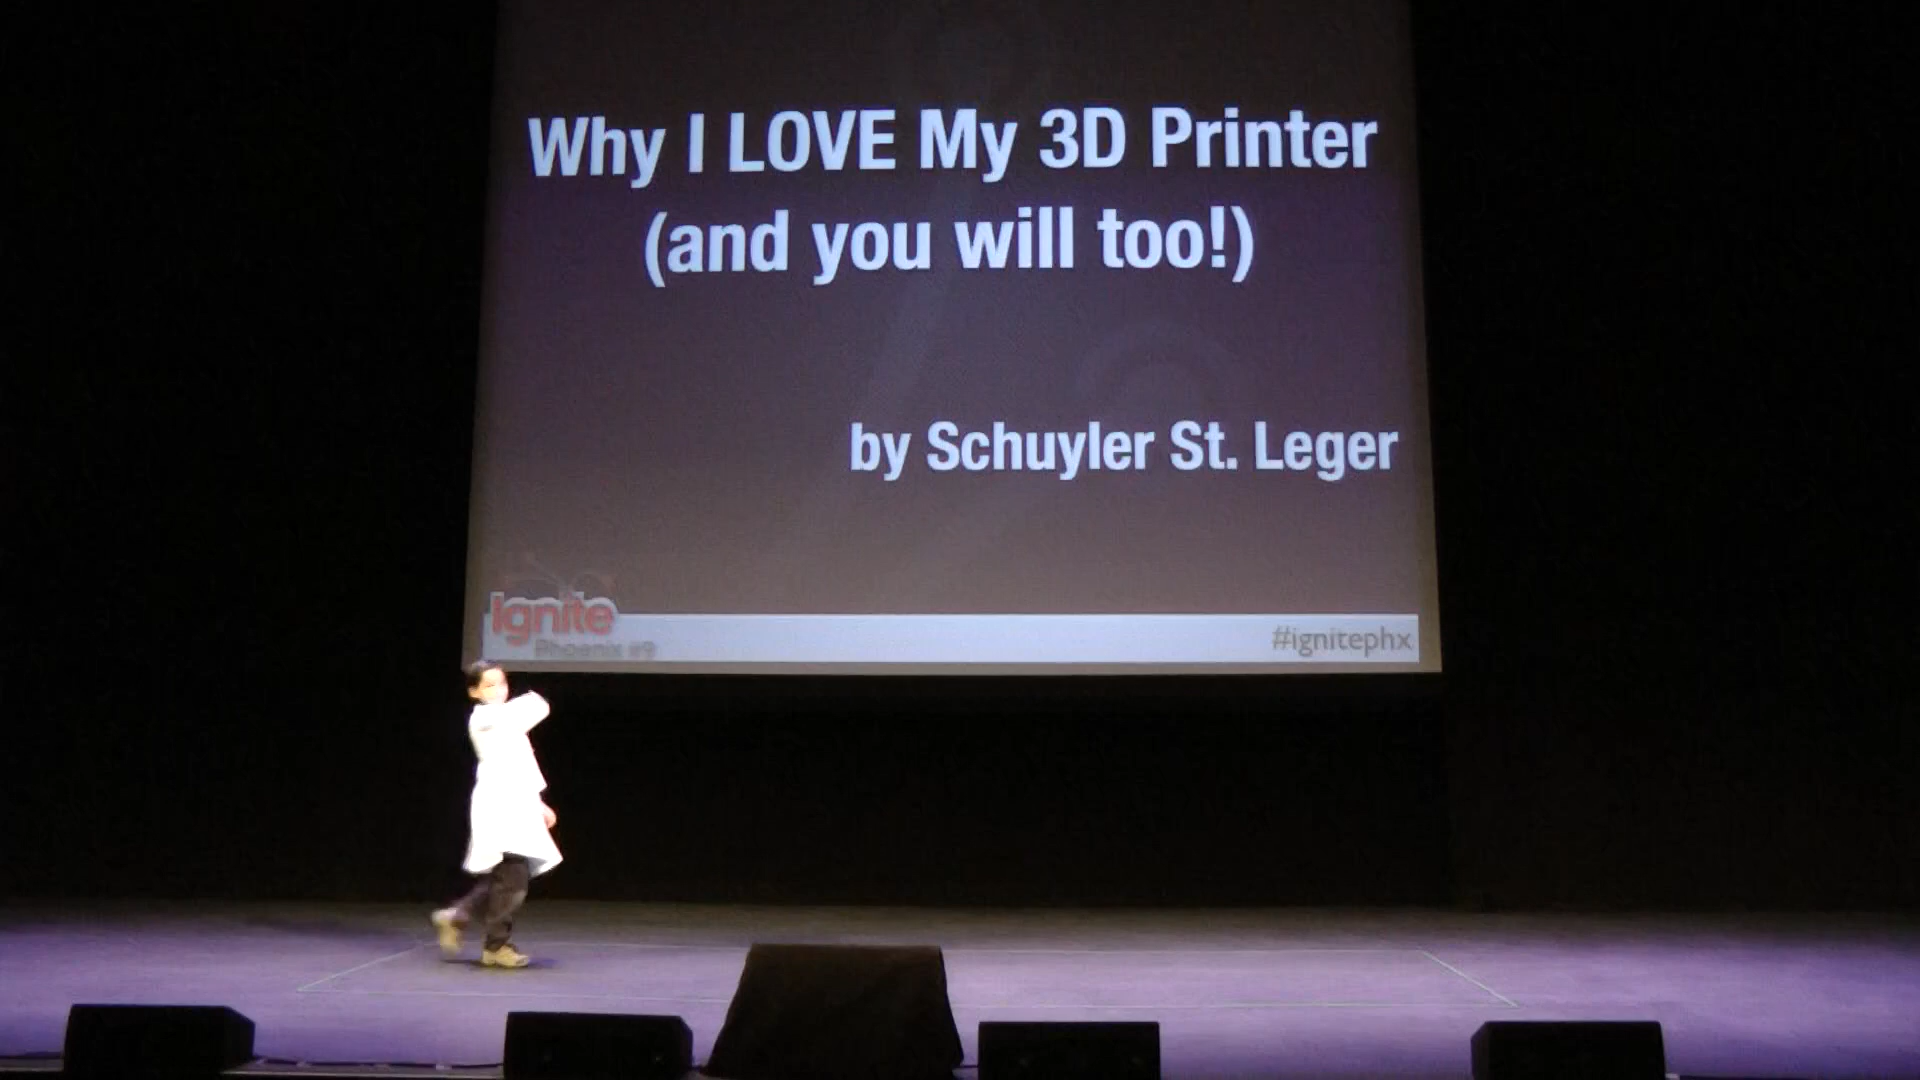 Why I LOVE My 3D Printer
(and you will too!)
by Schuyler St. Leger
Ignite
Phoenix #9
#ignitephx